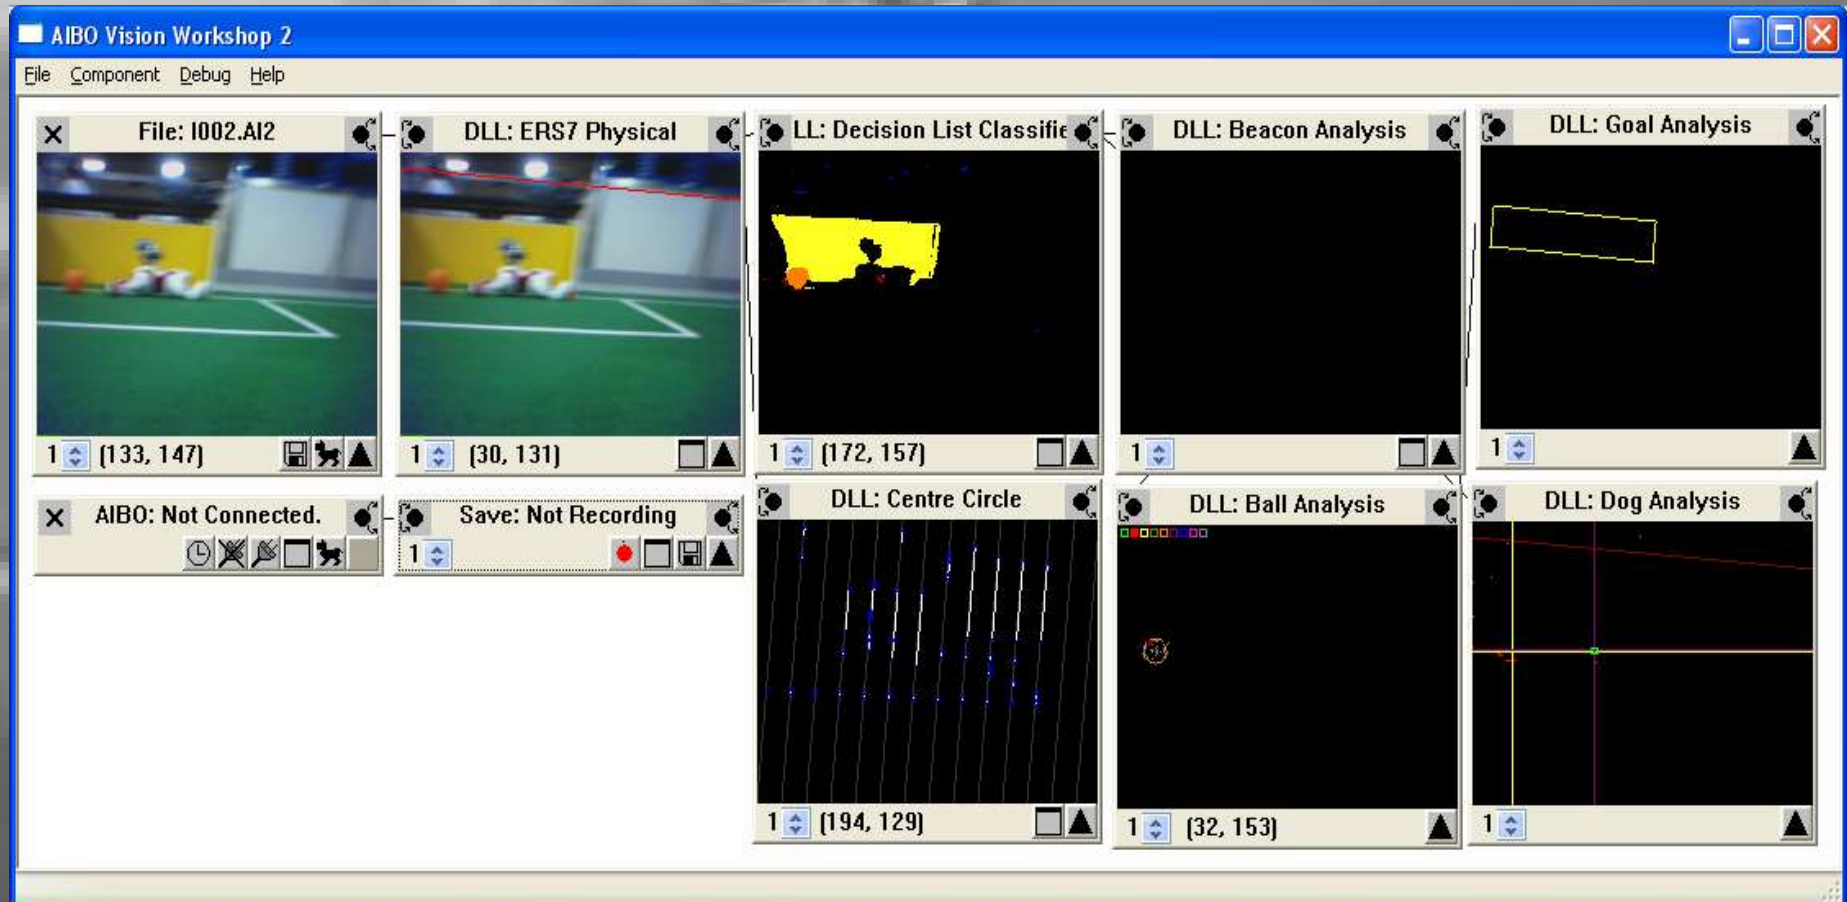 AIBO Vision Workshop 2
File Component Debug Help
File: I002.AI2
DLL: ERS7 Physical
LL: Decision List Classifie
DLL: Beacon Analysis
DLL: Goal Analysis
1 (133, 147)
1 (30, 131)
1 (172, 157)
1
1
AIBO: Not Connected.
Save: Not Recording
1
DLL: Centre Circle
DLL: Ball Analysis
DLL: Dog Analysis
1 (194, 129)
1 (32, 153)
1